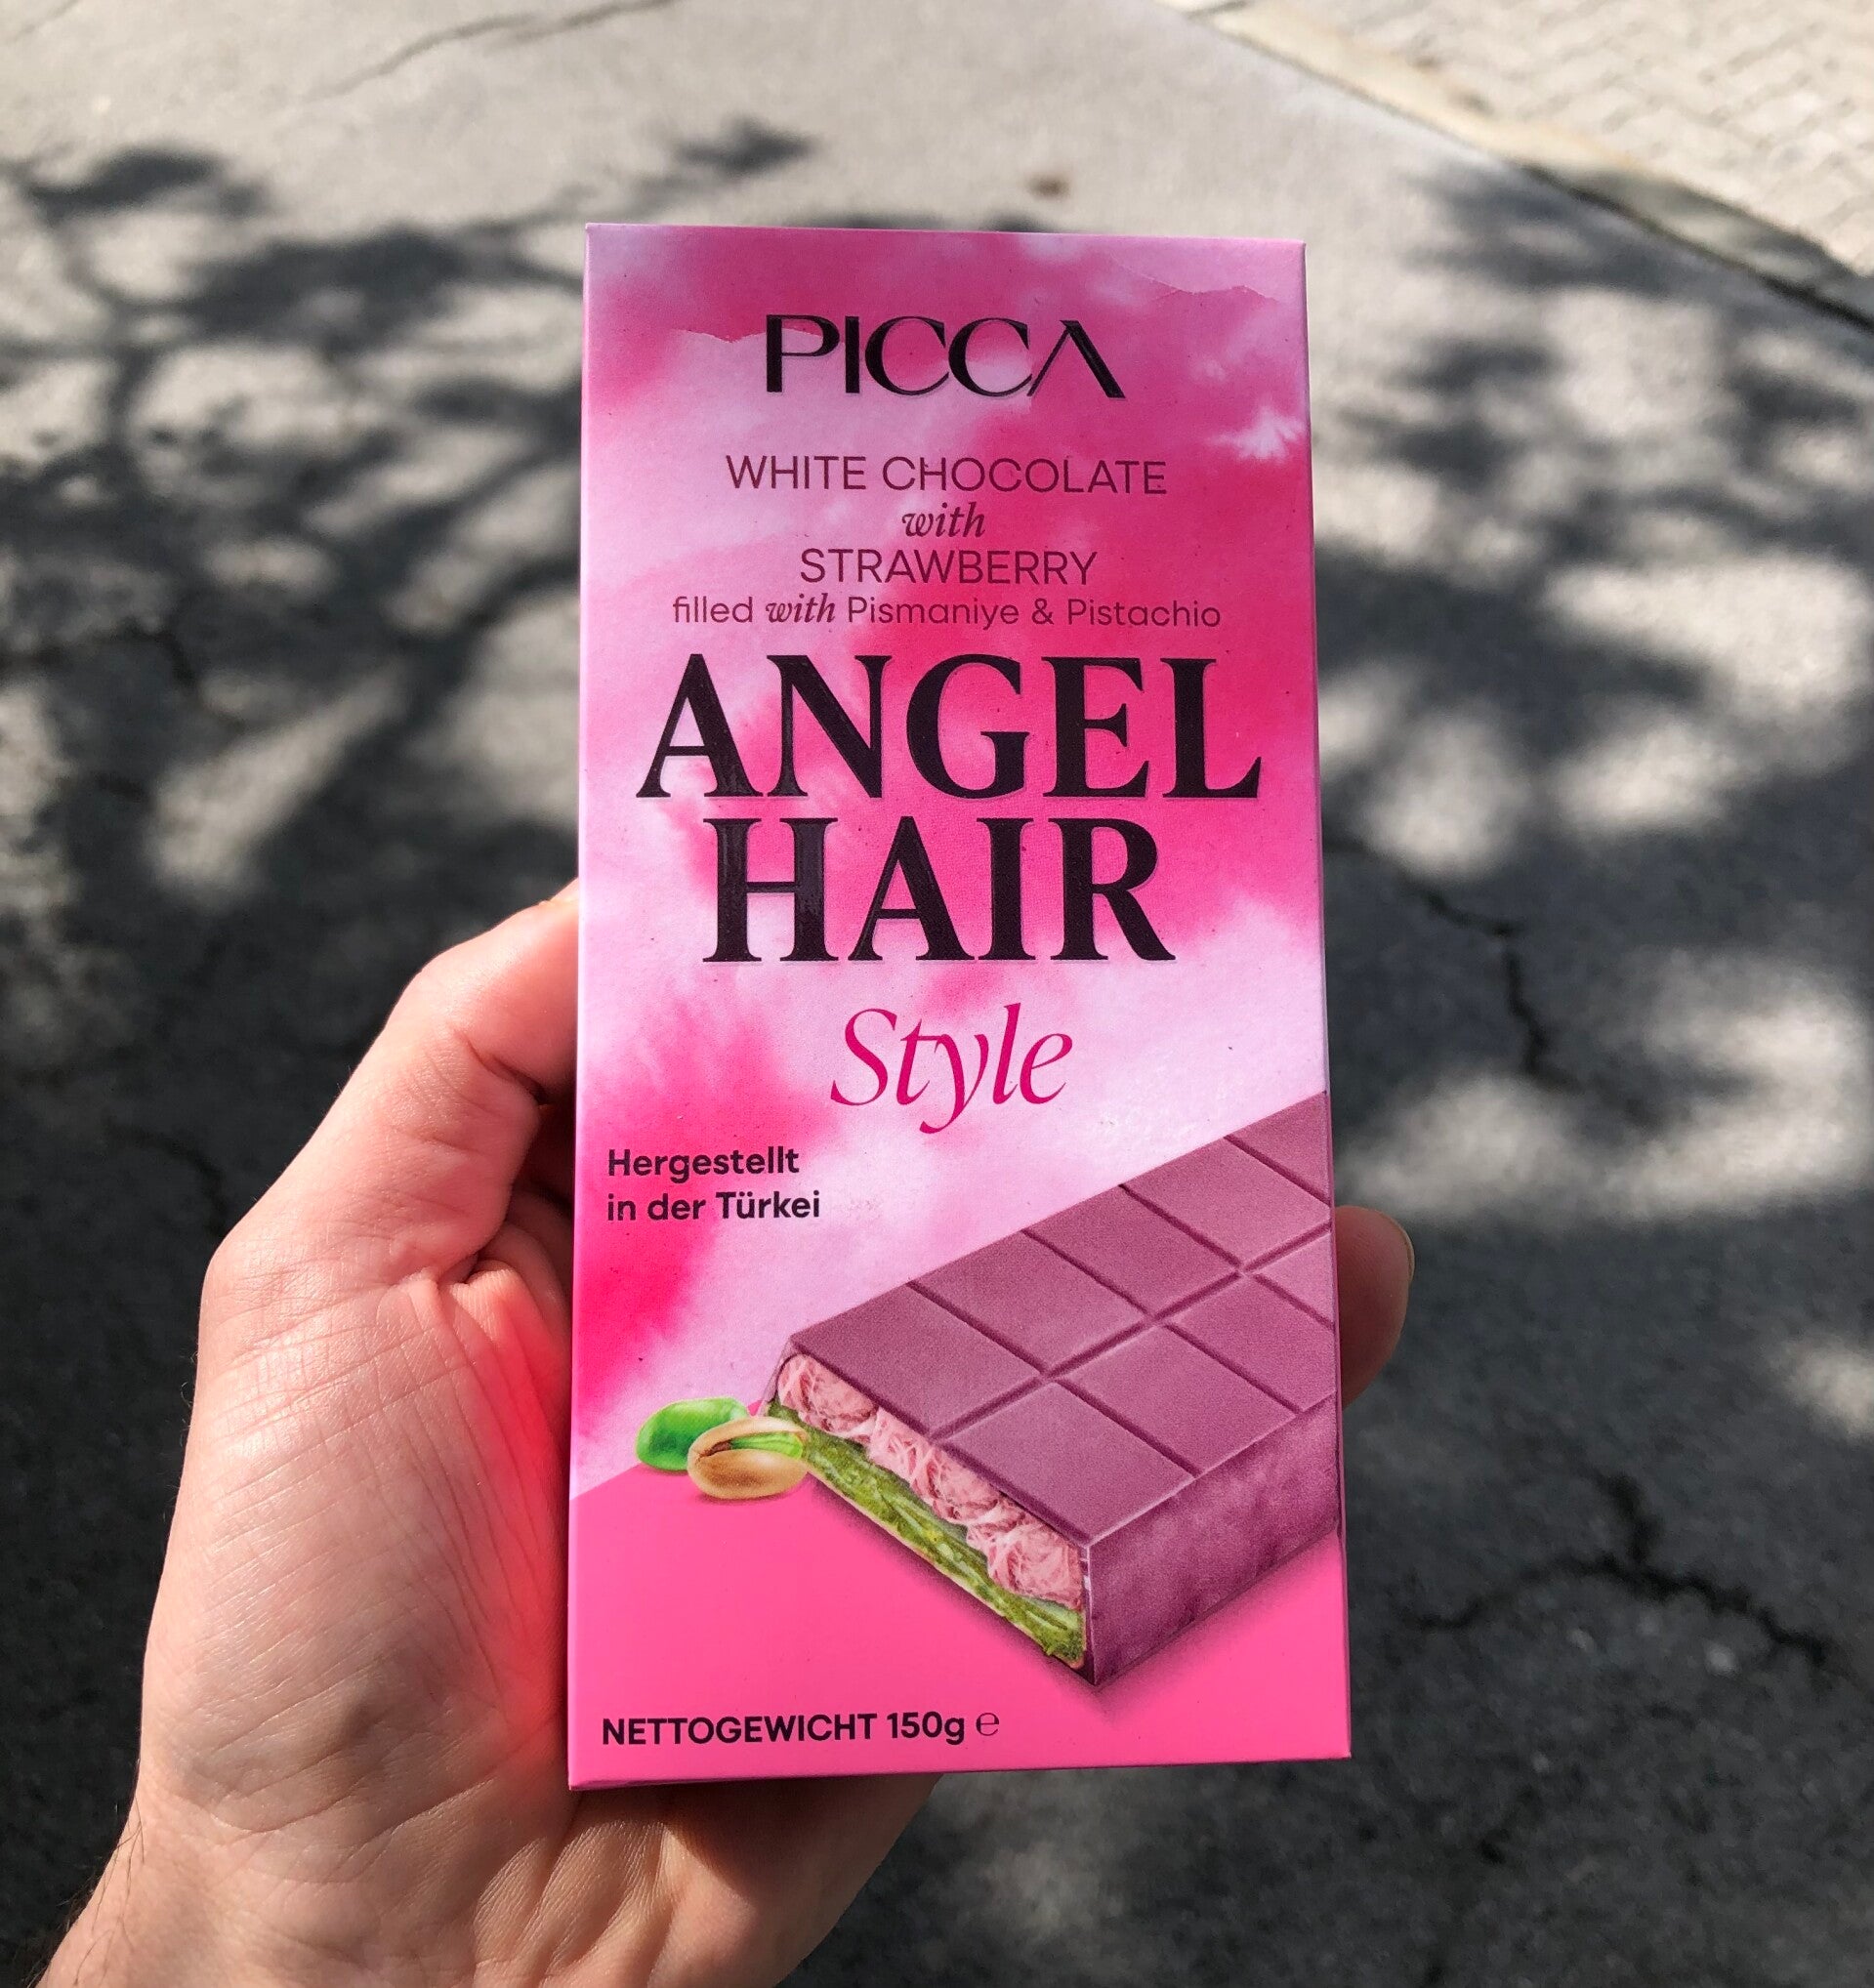 PICCA
WHITE CHOCOLATE
with
STRAWBERRY
filled with Pismaniye & Pistachio
ANGEL
HAIR
Style
Hergestellt
in der Türkei
NETTOGEWICHT 150g ℮